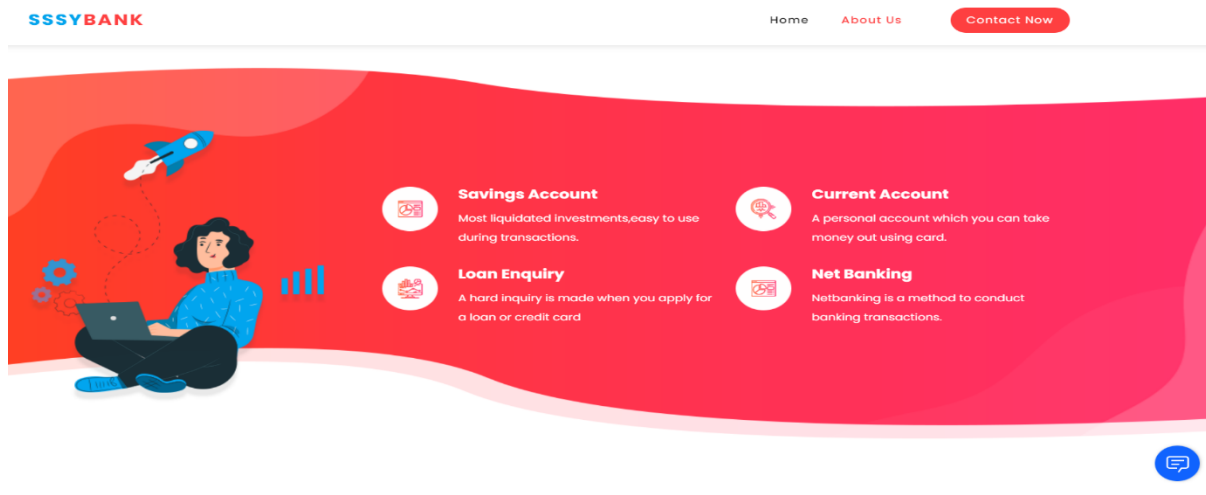 SSSYBANK
Home
About Us
Contact Now
Savings Account
Most liquidated investments,easy to use
during transactions.
Current Account
A personal account which you can take
money out using card.
Loan Enquiry
A hard inquiry is made when you apply for
a loan or credit card
Net Banking
Netbanking is a method to conduct
banking transactions.